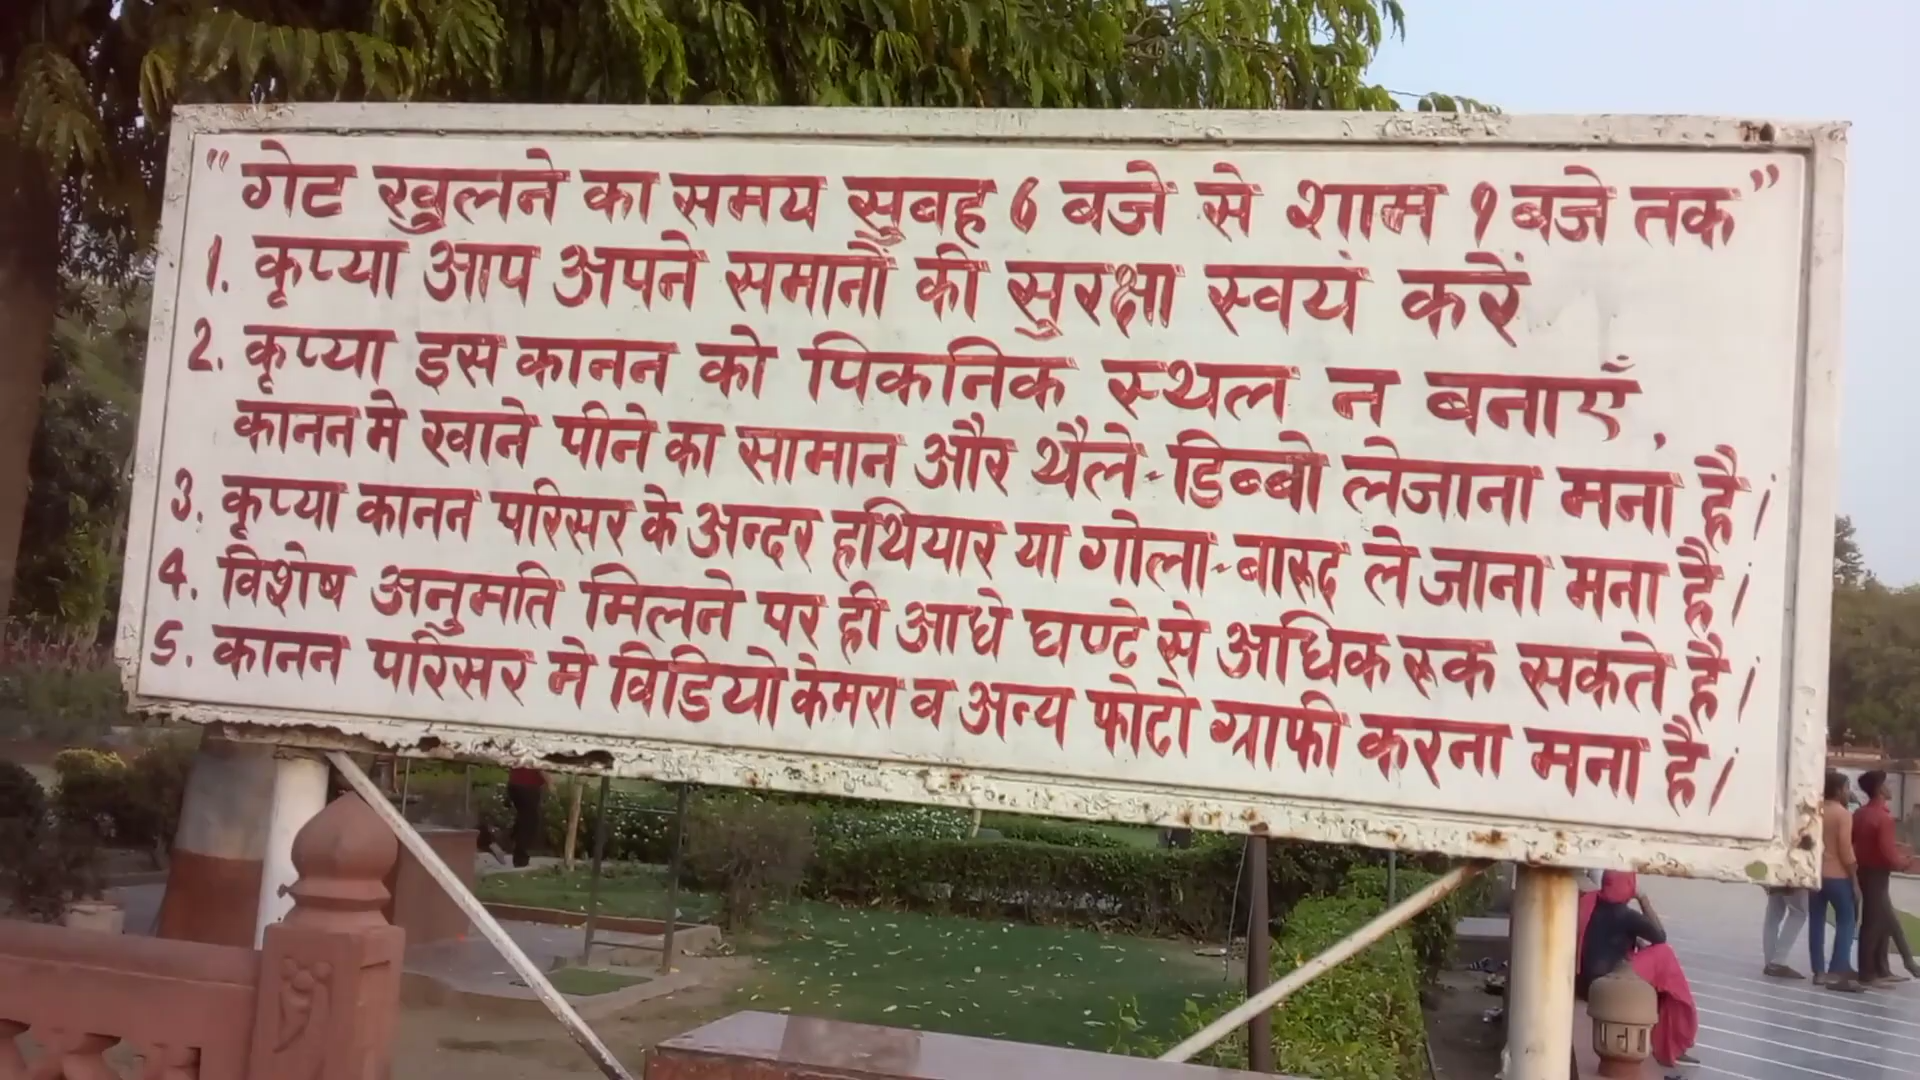 "गेट खुलने का समय सुबह 6 बजे से शाम 9 बजे तक"
1. कृप्या आप अपने समानों की सुरक्षा स्वयं करें
2. कृप्या इस कानन को पिकनिक स्थल न बनाएँ,
कानन मे खाने पीने का सामान और थैले-डिब्बो लेजाना मना है।
3. कृप्या कानन परिसर के अन्दर हथियार या गोला-बारूद ले जाना मना है।
4. विशेष अनुमति मिलने पर ही आधे घण्टे से अधिक रूक सकते है।
5. कानन परिसर मे विडियो केमरा व अन्य फोटो ग्राफी करना मना है।